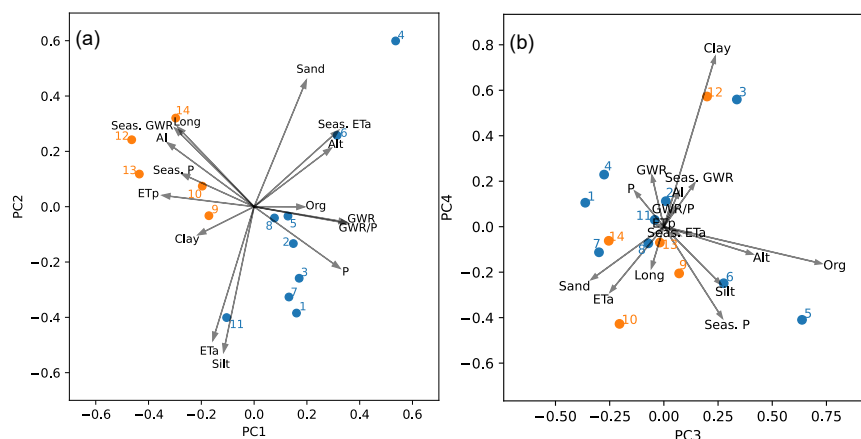 (a)
0.6
0.4
0.2
0.0
−0.2
−0.4
−0.6
PC2
4
Sand
14
Seas. GWR
Long
12
Al
Seas. ETa
6
Alt
13
Seas. P
10
ETp
9
Org
Clay
8
5
GWR
GWR/P
2
P
3
7
1
11
ETa
Silt
−0.6
−0.4
−0.2
0.0
0.2
0.4
0.6
PC1
(b)
0.8
0.6
0.4
0.2
0.0
−0.2
−0.4
−0.6
PC4
Clay
12
3
4
GWR
Seas. GWR
P
Al
2
1
GWR/P
11
ETp
Seas. ETa
14
7
8
13
Alt
Org
Long
9
6
Sand
Silt
ETa
Seas. P
10
5
−0.50
−0.25
0.00
0.25
0.50
0.75
PC3